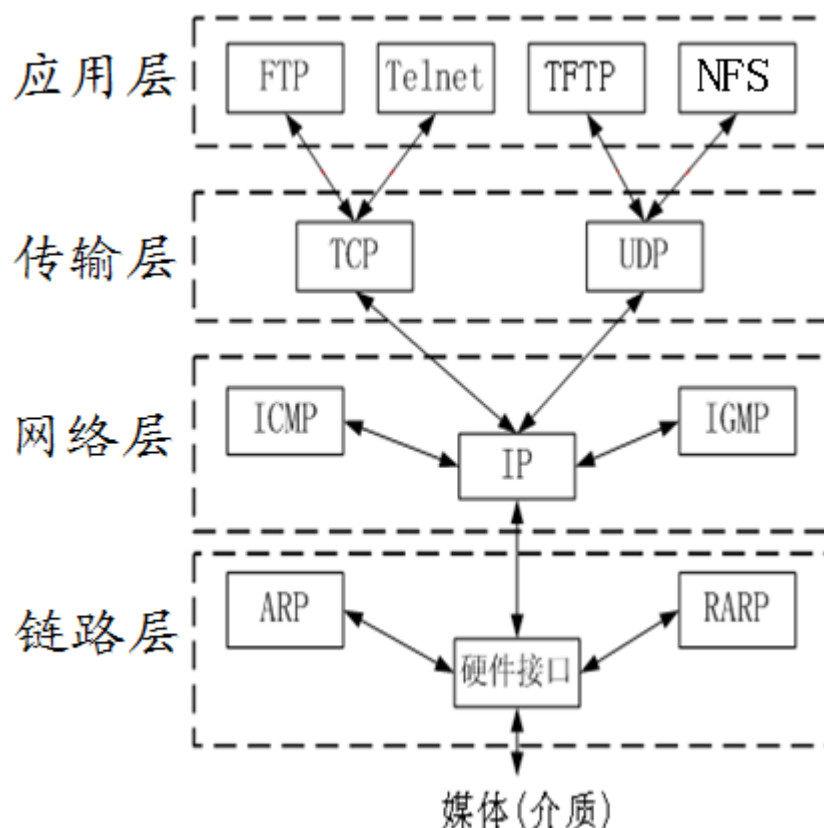 应用层 FTP Telnet TFTP NFS
传输层 TCP UDP
网络层 ICMP IP IGMP
链路层 ARP 硬件接口 RARP
媒体(介质)